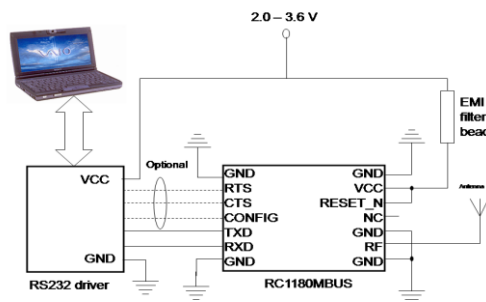 2.0 – 3.6 V
EMI
filter
bead
Antenna
Optional
VCC
GND
RS232 driver
GND
RTS
CTS
CONFIG
TXD
RXD
GND
GND
VCC
RESET_N
NC
GND
RF
GND
RC1180MBUS